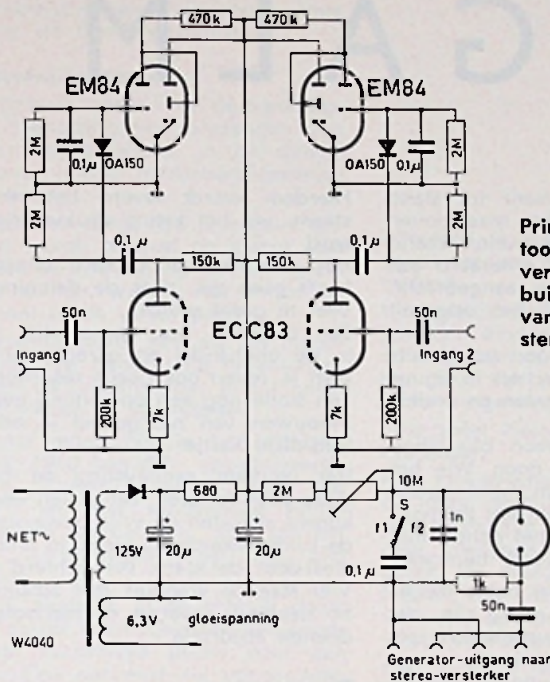 G A L M
470k
470k
EM84
EM84
2M
0,1µ
OA150
OA150
0,1µ
2M
2M
2M
0,1 µ
0,1 µ
150k
150k
50n
ECC83
50n
Ingang 1
Ingang 2
200k
7k
7k
200k
Prin
too
ver
bui
van
ster
NET~
W4040
125V
680
20µ
20µ
2M
10M
S
f1
f2
0,1µ
1n
1k
50n
6,3V
gloeispanning
Generator-uitgang naar
stereo-versterker